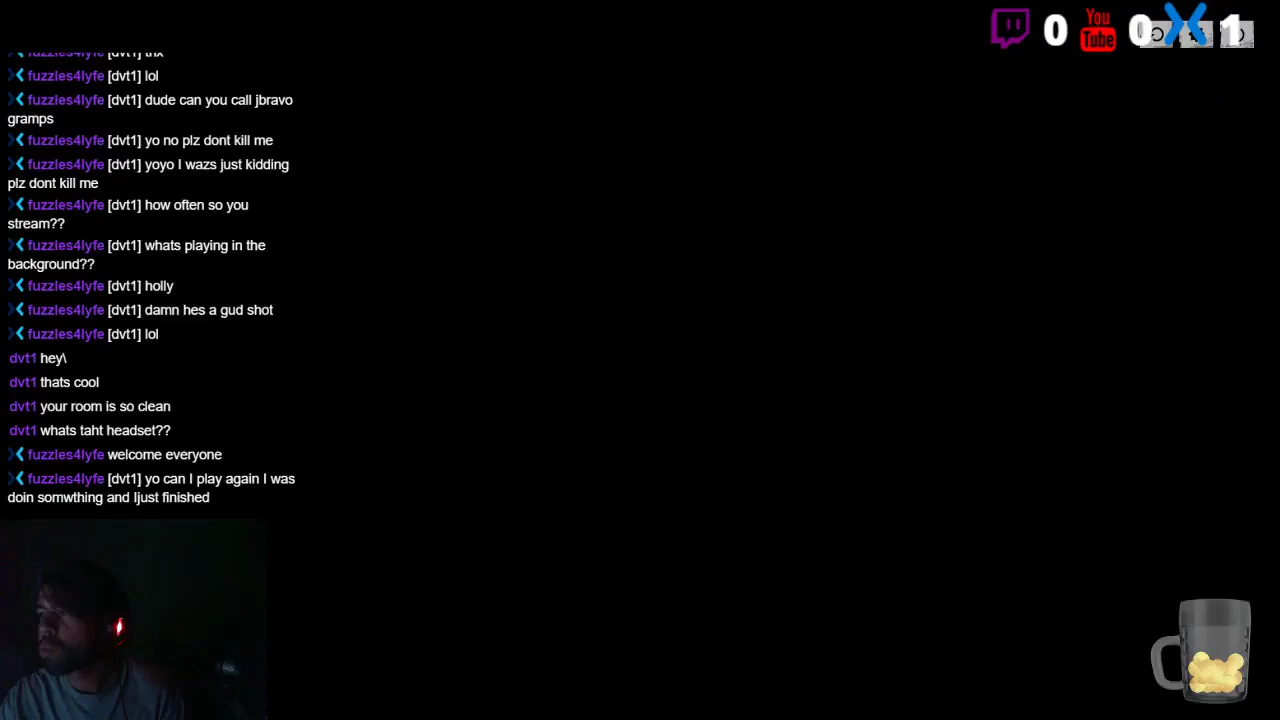 fuzzles4lyfe [dvt1] thx
fuzzles4lyfe [dvt1] lol
fuzzles4lyfe [dvt1] dude can you call jbravo
gramps
fuzzles4lyfe [dvt1] yo no plz dont kill me
fuzzles4lyfe [dvt1] yoyo I wazs just kidding
plz dont kill me
fuzzles4lyfe [dvt1] how often so you
stream??
fuzzles4lyfe [dvt1] whats playing in the
background??
fuzzles4lyfe [dvt1] holly
fuzzles4lyfe [dvt1] damn hes a gud shot
fuzzles4lyfe [dvt1] lol
dvt1 hey\
dvt1 thats cool
dvt1 your room is so clean
dvt1 whats taht headset??
fuzzles4lyfe welcome everyone
fuzzles4lyfe [dvt1] yo can I play again I was
doin somwthing and Ijust finished
0 You Tube 0 1